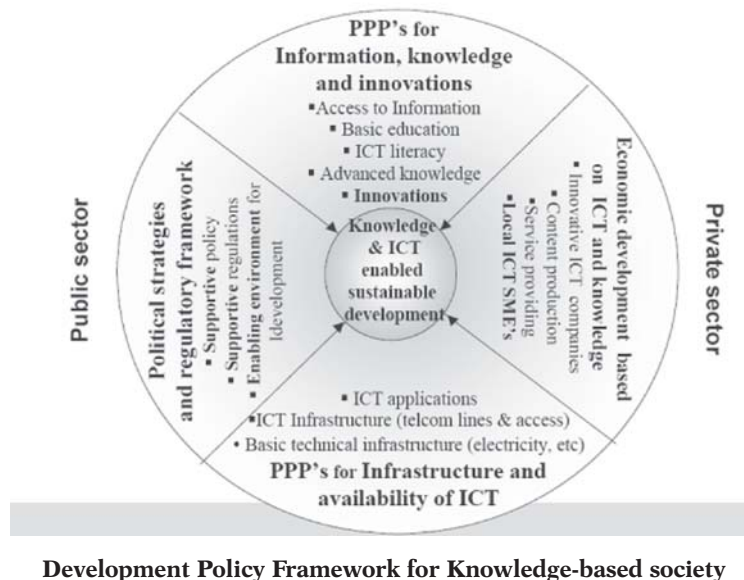 PPP's for
Information, knowledge
and innovations
▪Access to Information
▪ Basic education
▪ ICT literacy
▪ Advanced knowledge
▪ Innovations
Public sector
Political strategies
and regulatory framework
▪ Supportive policy
▪ Supportive regulations
▪ Enabling environment for
ldevelopment
Knowledge
& ICT
enabled
sustainable
development
Economic development based
on ICT and knowledge
▪ Innovative ICT companies
▪ Content production
▪Service providing
▪Local ICT SME's
Private sector
▪ ICT applications
▪ICT Infrastructure (telcom lines & access)
▪ Basic technical infrastructure (electricity, etc)
PPP's for Infrastructure and
availability of ICT
Development Policy Framework for Knowledge-based society